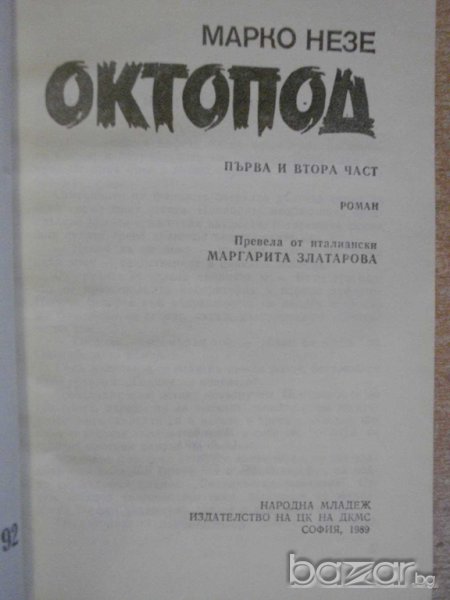 МАРКО НЕЗЕ
ОКТОПОД
ПЪРВА И ВТОРА ЧАСТ
РОМАН
Превела от италиански
МАРГАРИТА ЗЛАТАРОВА
НАРОДНА МЛАДЕЖ
ИЗДАТЕЛСТВО НА ЦК НА ДКМС
СОФИЯ, 1989
92
bazar.bg